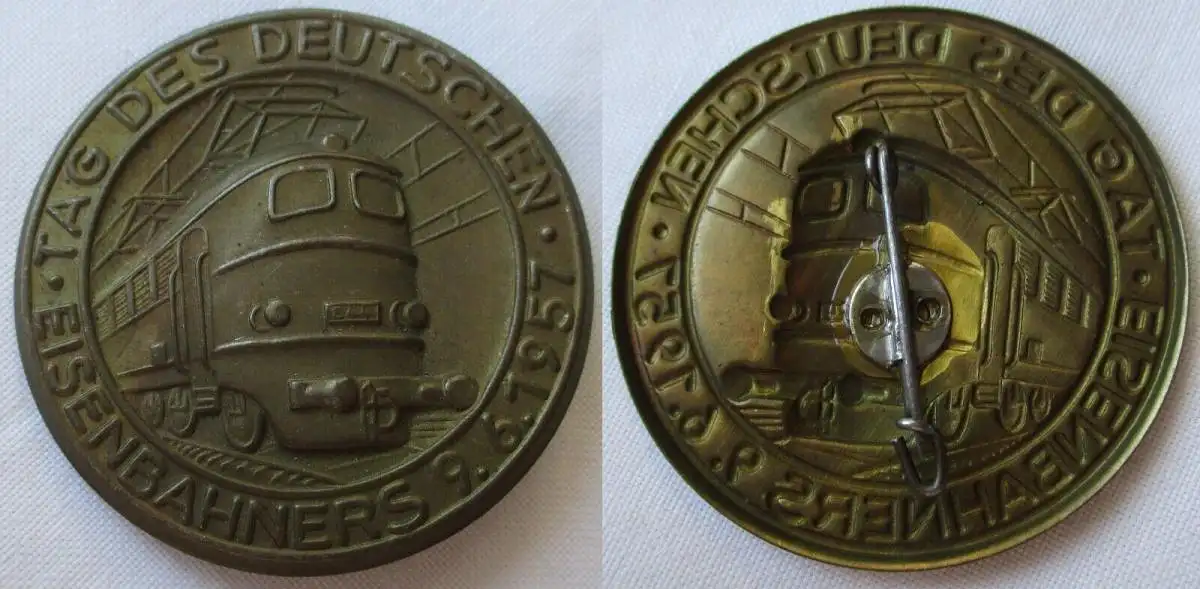 · TAG DES DEUTSCHEN ·
EISENBAHNERS 9.6.1957
· TAG DES DEUTSCHEN ·
EISENBAHNERS 9.6.1957